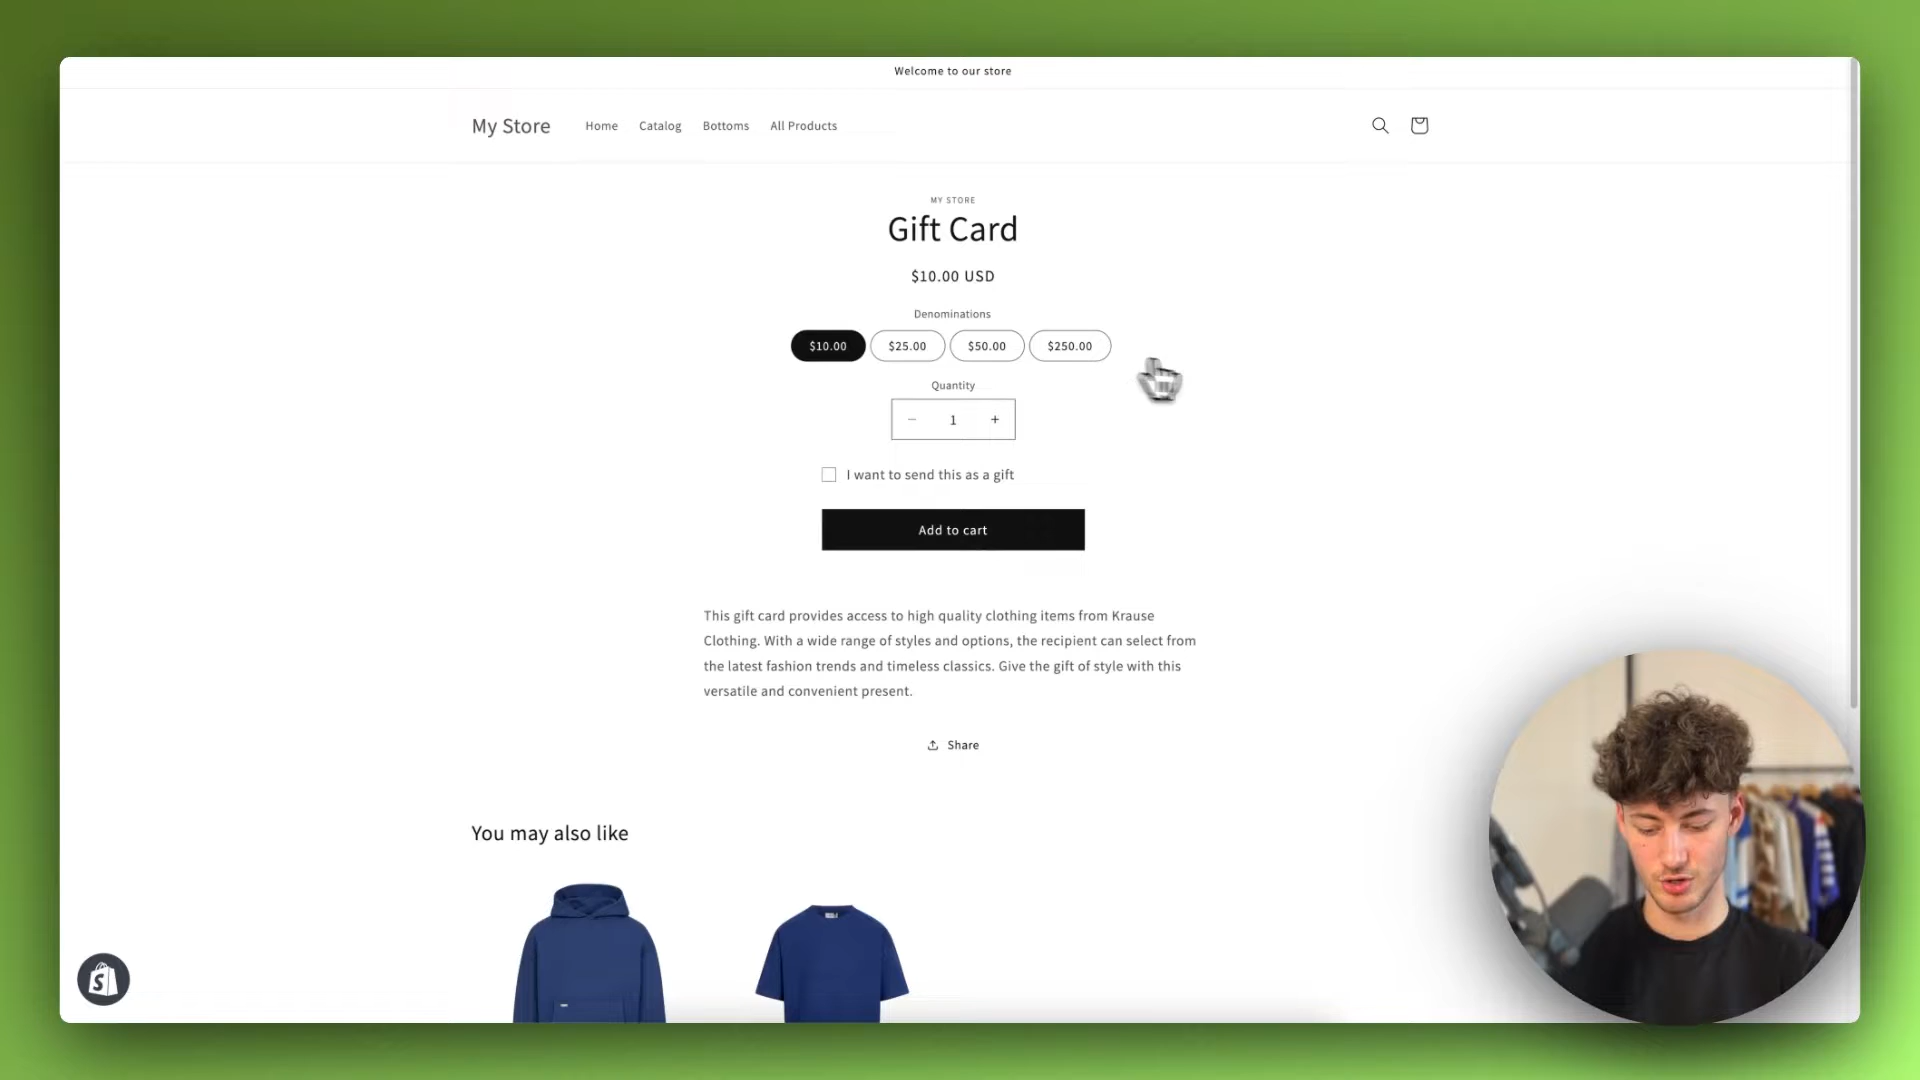 Welcome to our store
My Store Home Catalog Bottoms All Products
MY STORE
Gift Card
$10.00 USD
Denominations
$10.00 $25.00 $50.00 $250.00
Quantity
− 1 +
I want to send this as a gift
Add to cart
This gift card provides access to high quality clothing items from Krause
Clothing. With a wide range of styles and options, the recipient can select from
the latest fashion trends and timeless classics. Give the gift of style with this
versatile and convenient present.
Share
You may also like